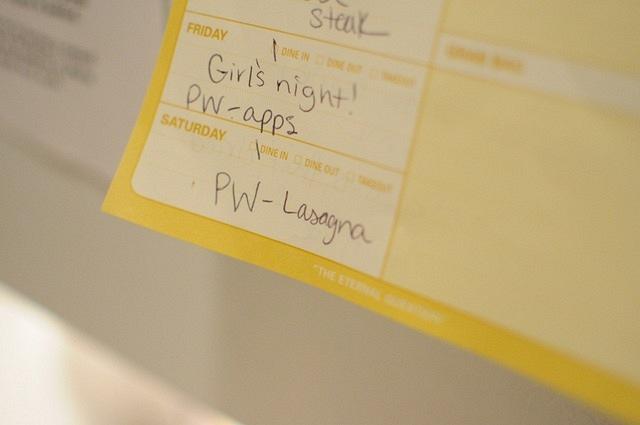 steak
FRIDAY
DINE IN DINE OUT TAKEOUT
Girl's night!
PW-apps
SATURDAY
DINE IN DINE OUT TAKEOUT
PW-Lasagna
"THE ETERNAL QUESTION"